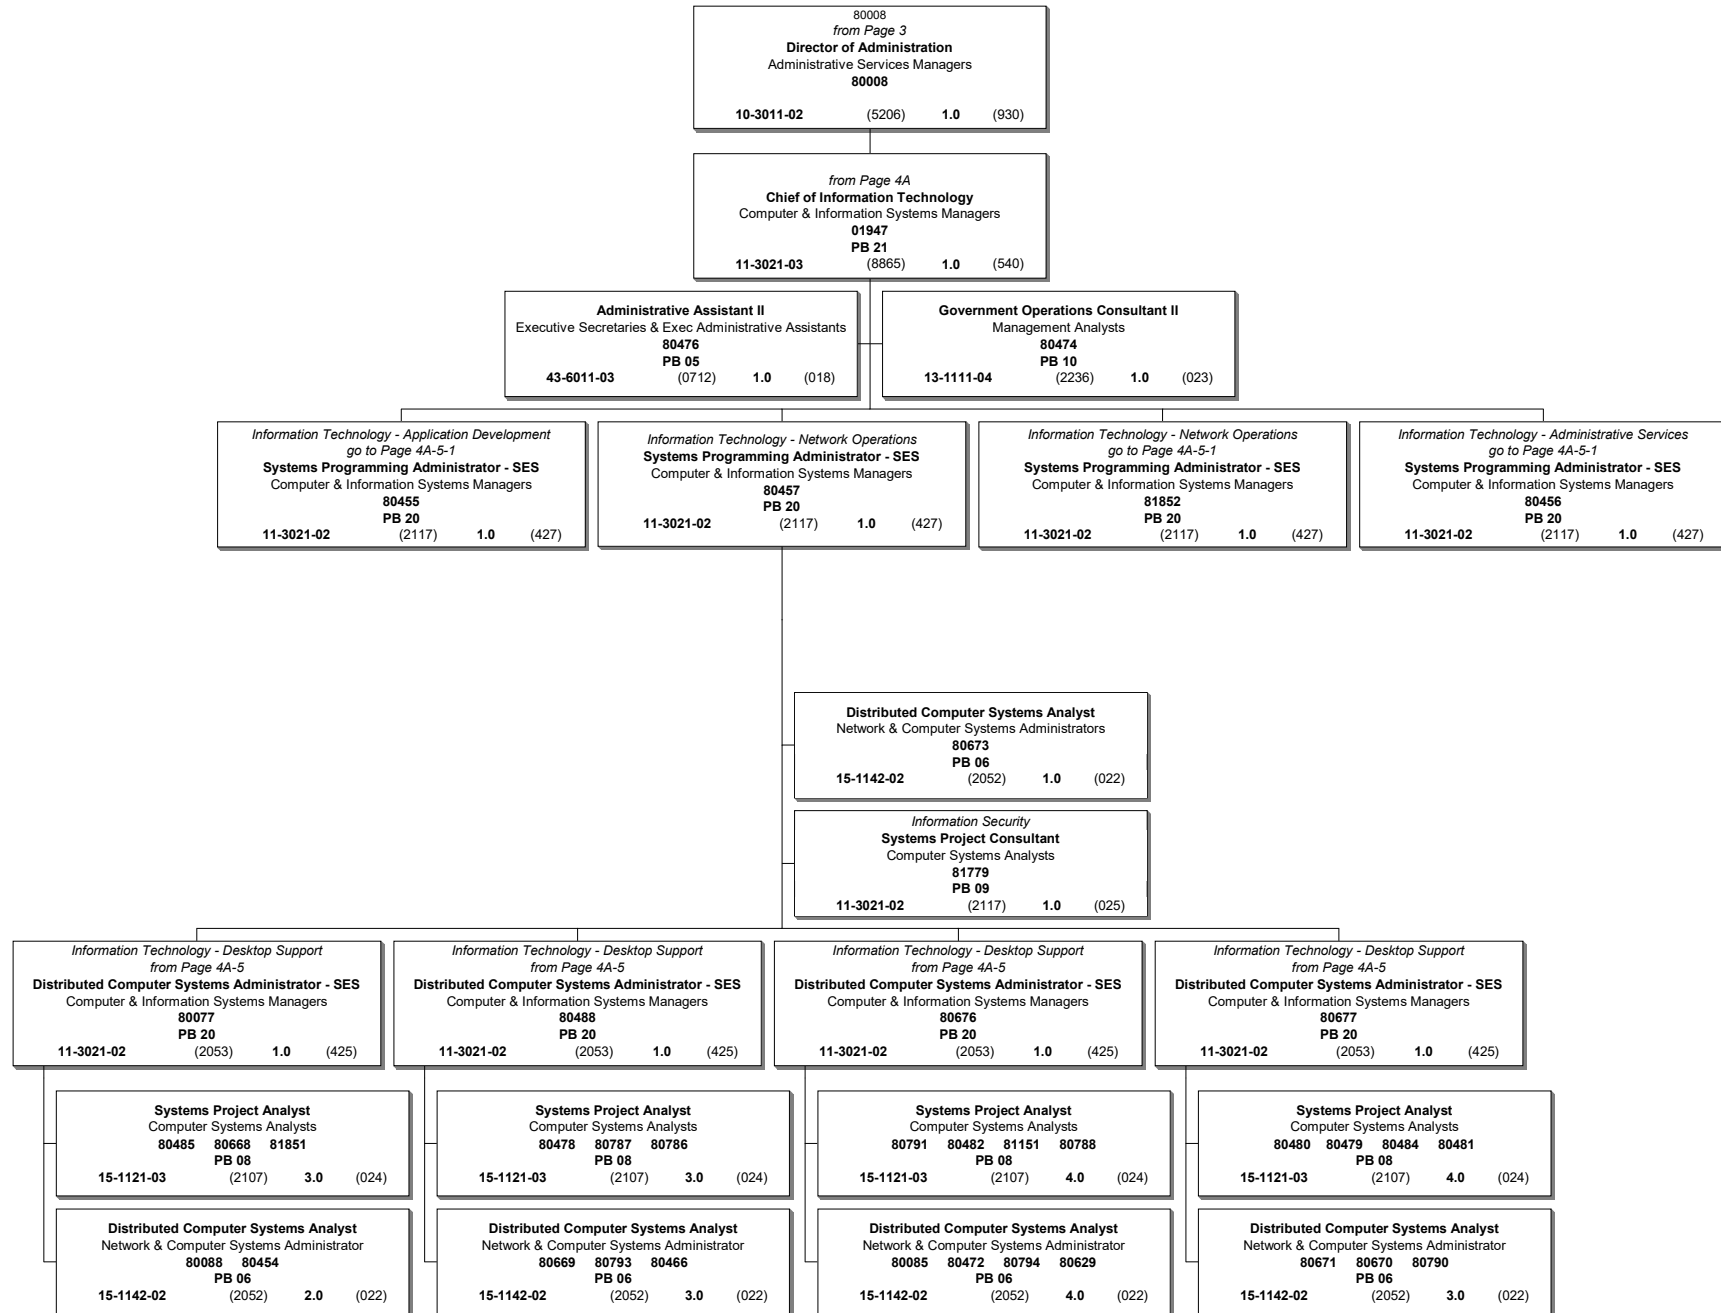 80008
from Page 3
Director of Administration
Administrative Services Managers
80008
10-3011-02 (5206) 1.0 (930)
from Page 4A
Chief of Information Technology
Computer & Information Systems Managers
01947
PB 21
11-3021-03 (8865) 1.0 (540)
Administrative Assistant II
Executive Secretaries & Exec Administrative Assistants
80476
PB 05
43-6011-03 (0712) 1.0 (018)
Government Operations Consultant II
Management Analysts
80474
PB 10
13-1111-04 (2236) 1.0 (023)
Information Technology - Application Development
go to Page 4A-5-1
Systems Programming Administrator - SES
Computer & Information Systems Managers
80455
PB 20
11-3021-02 (2117) 1.0 (427)
Information Technology - Network Operations
Systems Programming Administrator - SES
Computer & Information Systems Managers
80457
PB 20
11-3021-02 (2117) 1.0 (427)
Information Technology - Network Operations
go to Page 4A-5-1
Systems Programming Administrator - SES
Computer & Information Systems Managers
81852
PB 20
11-3021-02 (2117) 1.0 (427)
Information Technology - Administrative Services
go to Page 4A-5-1
Systems Programming Administrator - SES
Computer & Information Systems Managers
80456
PB 20
11-3021-02 (2117) 1.0 (427)
Distributed Computer Systems Analyst
Network & Computer Systems Administrators
80673
PB 06
15-1142-02 (2052) 1.0 (022)
Information Security
Systems Project Consultant
Computer Systems Analysts
81779
PB 09
11-3021-02 (2117) 1.0 (025)
Information Technology - Desktop Support
from Page 4A-5
Distributed Computer Systems Administrator - SES
Computer & Information Systems Managers
80077
PB 20
11-3021-02 (2053) 1.0 (425)
Information Technology - Desktop Support
from Page 4A-5
Distributed Computer Systems Administrator - SES
Computer & Information Systems Managers
80488
PB 20
11-3021-02 (2053) 1.0 (425)
Information Technology - Desktop Support
from Page 4A-5
Distributed Computer Systems Administrator - SES
Computer & Information Systems Managers
80676
PB 20
11-3021-02 (2053) 1.0 (425)
Information Technology - Desktop Support
from Page 4A-5
Distributed Computer Systems Administrator - SES
Computer & Information Systems Managers
80677
PB 20
11-3021-02 (2053) 1.0 (425)
Systems Project Analyst
Computer Systems Analysts
80485 80668 81851
PB 08
15-1121-03 (2107) 3.0 (024)
Systems Project Analyst
Computer Systems Analysts
80478 80787 80786
PB 08
15-1121-03 (2107) 3.0 (024)
Systems Project Analyst
Computer Systems Analysts
80791 80482 81151 80788
PB 08
15-1121-03 (2107) 4.0 (024)
Systems Project Analyst
Computer Systems Analysts
80480 80479 80484 80481
PB 08
15-1121-03 (2107) 4.0 (024)
Distributed Computer Systems Analyst
Network & Computer Systems Administrator
80088 80454
PB 06
15-1142-02 (2052) 2.0 (022)
Distributed Computer Systems Analyst
Network & Computer Systems Administrator
80669 80793 80466
PB 06
15-1142-02 (2052) 3.0 (022)
Distributed Computer Systems Analyst
Network & Computer Systems Administrator
80085 80472 80794 80629
PB 06
15-1142-02 (2052) 4.0 (022)
Distributed Computer Systems Analyst
Network & Computer Systems Administrator
80671 80670 80790
PB 06
15-1142-02 (2052) 3.0 (022)